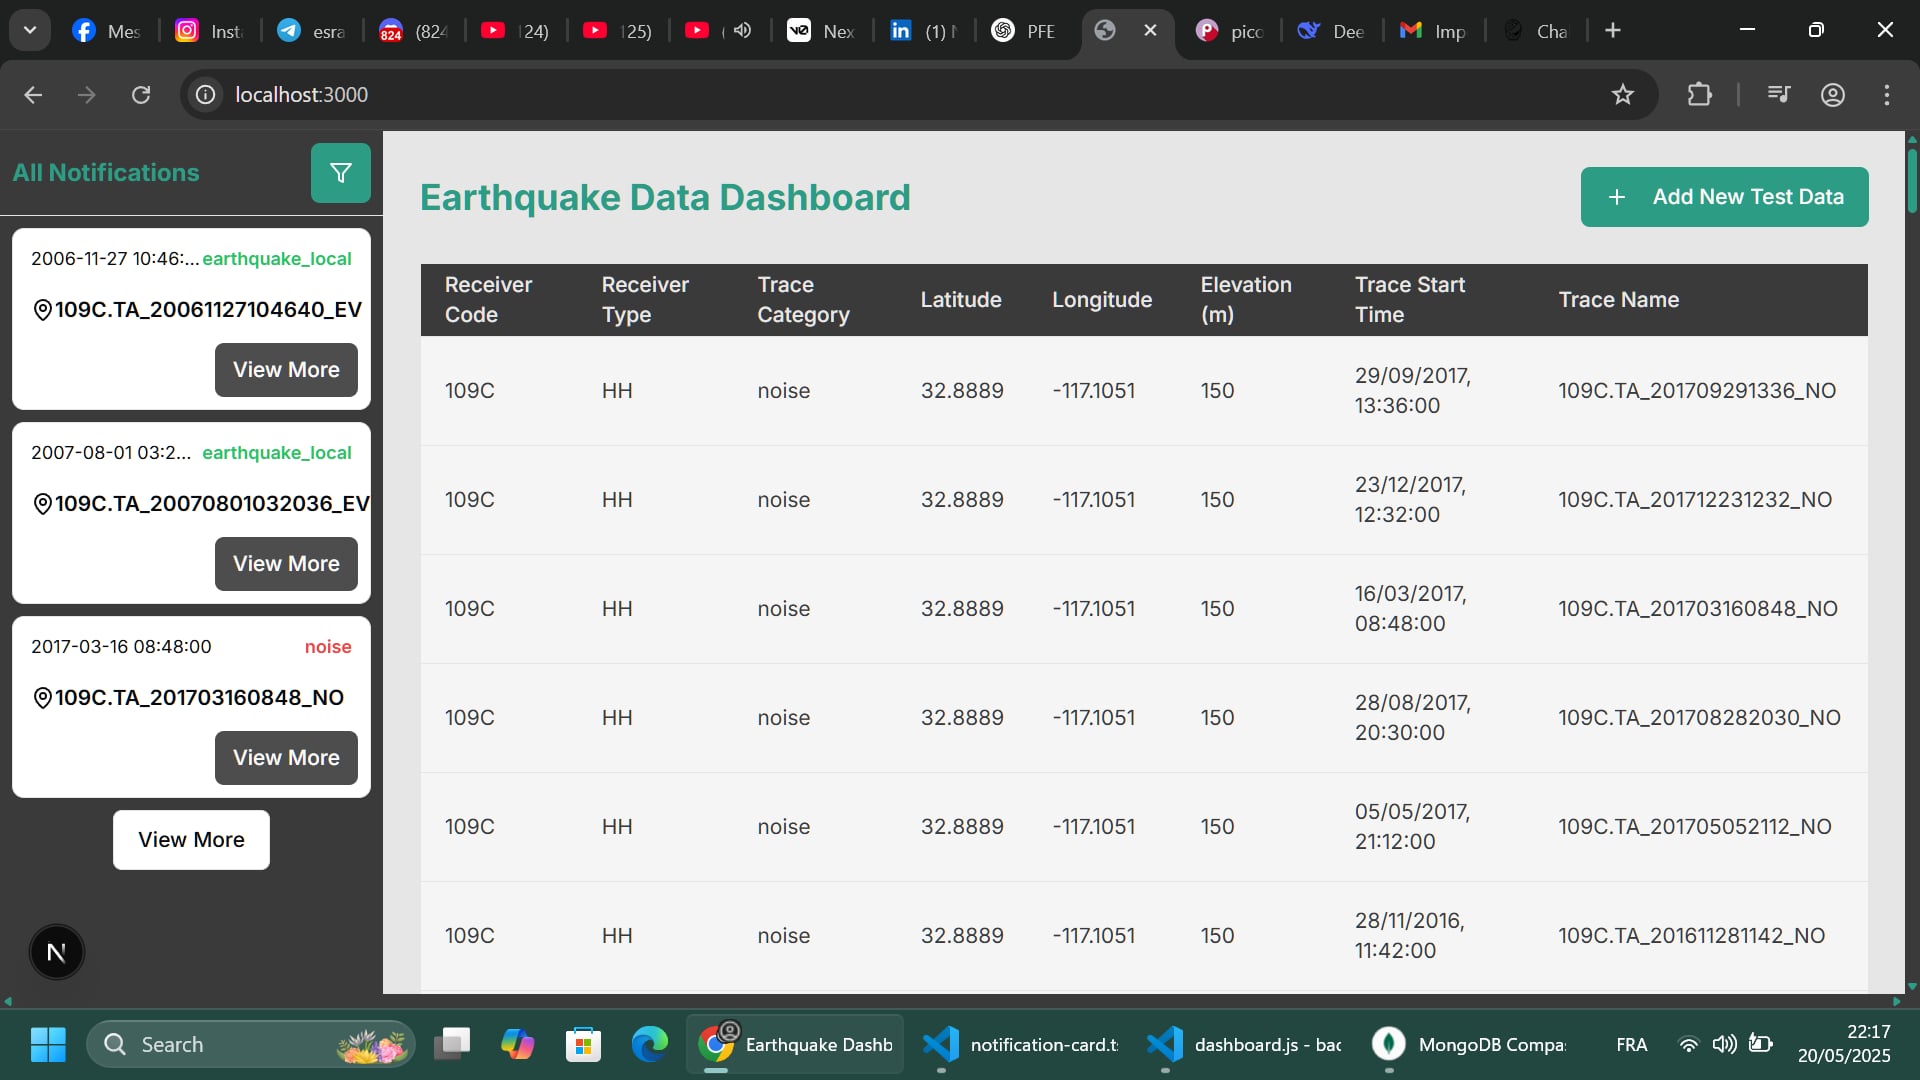 Mes
Inst
esra
824
(824
124)
125)
(
Nex
(1) N
PFE
pico
Dee
Imp
Cha
localhost:3000
All Notifications
2006-11-27 10:46:... earthquake_local
109C.TA_20061127104640_EV
View More
2007-08-01 03:2... earthquake_local
109C.TA_20070801032036_EV
View More
2017-03-16 08:48:00 noise
109C.TA_201703160848_NO
View More
View More
N
Earthquake Data Dashboard
+ Add New Test Data
Receiver Code Receiver Type Trace Category Latitude Longitude Elevation (m) Trace Start Time Trace Name
109C HH noise 32.8889 -117.1051 150 29/09/2017, 13:36:00 109C.TA_201709291336_NO
109C HH noise 32.8889 -117.1051 150 23/12/2017, 12:32:00 109C.TA_201712231232_NO
109C HH noise 32.8889 -117.1051 150 16/03/2017, 08:48:00 109C.TA_201703160848_NO
109C HH noise 32.8889 -117.1051 150 28/08/2017, 20:30:00 109C.TA_201708282030_NO
109C HH noise 32.8889 -117.1051 150 05/05/2017, 21:12:00 109C.TA_201705052112_NO
109C HH noise 32.8889 -117.1051 150 28/11/2016, 11:42:00 109C.TA_201611281142_NO
Search
Earthquake Dashb
notification-card.ts
dashboard.js - bac
MongoDB Compa
FRA
22:17
20/05/2025